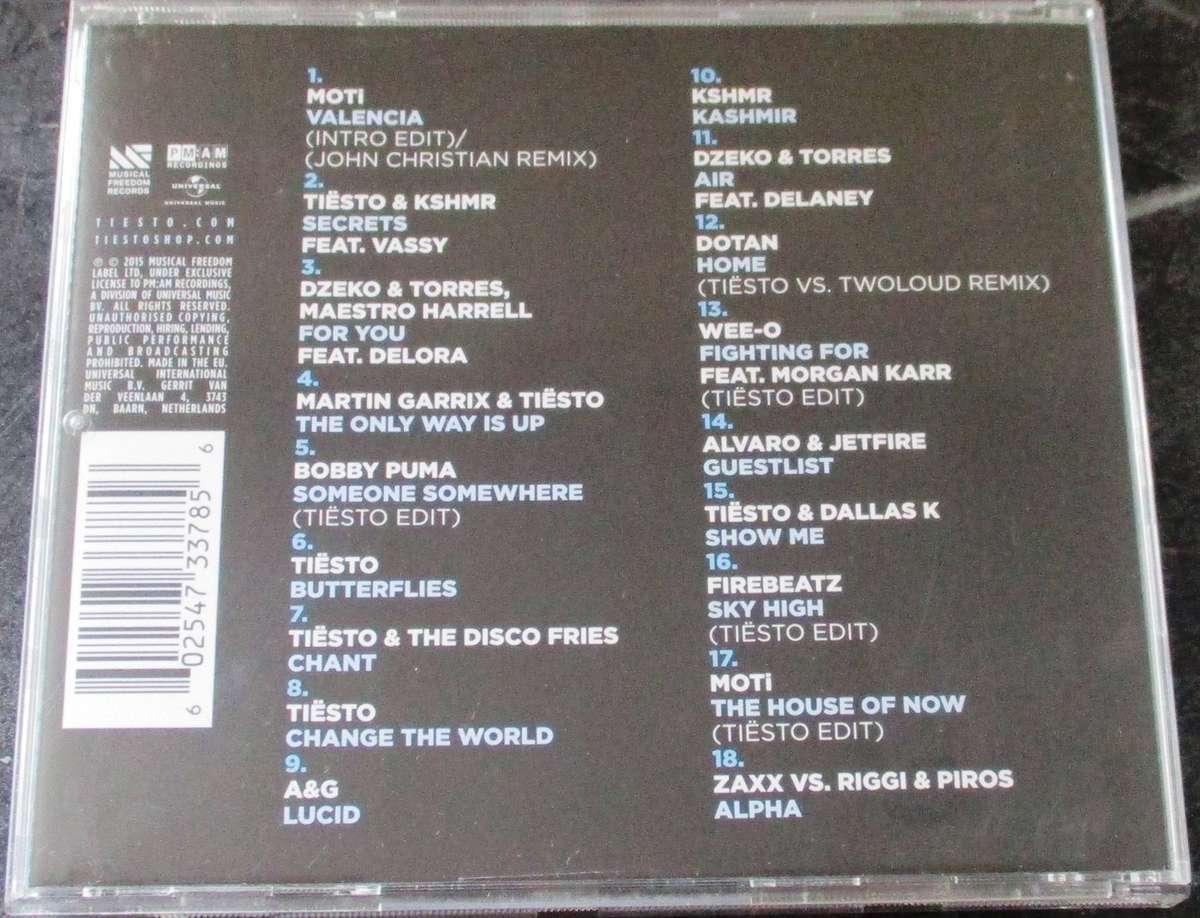 MUSICAL
FREEDOM
RECORDS
PM:AM
RECORDINGS
UNIVERSAL
UNIVERSAL MUSIC
TIESTO.COM
TIESTOSHOP.COM
℗ © 2015 MUSICAL FREEDOM
LABEL LTD, UNDER EXCLUSIVE
LICENSE TO PM:AM RECORDINGS,
A DIVISION OF UNIVERSAL MUSIC
BV. ALL RIGHTS RESERVED.
UNAUTHORISED COPYING,
REPRODUCTION, HIRING, LENDING,
PUBLIC PERFORMANCE
AND BROADCASTING
PROHIBITED. MADE IN THE EU.
UNIVERSAL INTERNATIONAL
MUSIC B.V. GERRIT VAN
DER VEENLAAN 4, 3743
DN, BAARN, NETHERLANDS
6 02547 33785 6
1.
MOTi
VALENCIA
(INTRO EDIT)/
(JOHN CHRISTIAN REMIX)
2.
TIËSTO & KSHMR
SECRETS
FEAT. VASSY
3.
DZEKO & TORRES,
MAESTRO HARRELL
FOR YOU
FEAT. DELORA
4.
MARTIN GARRIX & TIËSTO
THE ONLY WAY IS UP
5.
BOBBY PUMA
SOMEONE SOMEWHERE
(TIËSTO EDIT)
6.
TIËSTO
BUTTERFLIES
7.
TIËSTO & THE DISCO FRIES
CHANT
8.
TIËSTO
CHANGE THE WORLD
9.
A&G
LUCID
10.
KSHMR
KASHMIR
11.
DZEKO & TORRES
AIR
FEAT. DELANEY
12.
DOTAN
HOME
(TIËSTO VS. TWOLOUD REMIX)
13.
WEE-O
FIGHTING FOR
FEAT. MORGAN KARR
(TIËSTO EDIT)
14.
ALVARO & JETFIRE
GUESTLIST
15.
TIËSTO & DALLAS K
SHOW ME
16.
FIREBEATZ
SKY HIGH
(TIËSTO EDIT)
17.
MOTi
THE HOUSE OF NOW
(TIËSTO EDIT)
18.
ZAXX VS. RIGGI & PIROS
ALPHA